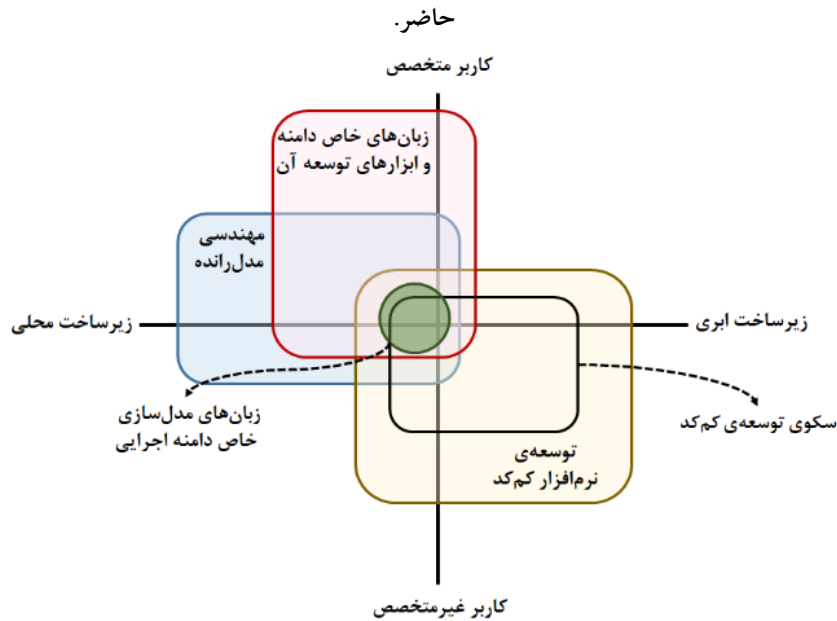 حاضر.
کاربر متخصص
زبان‌های خاص دامنه
و ابزارهای توسعه آن
مهندسی
مدل‌رانده
زیرساخت ابری
زیرساخت محلی
زبان‌های مدل‌سازی
خاص دامنه اجرایی
سکوی توسعه‌ی کم‌کد
توسعه‌ی
نرم‌افزار کم‌کد
کاربر غیرمتخصص